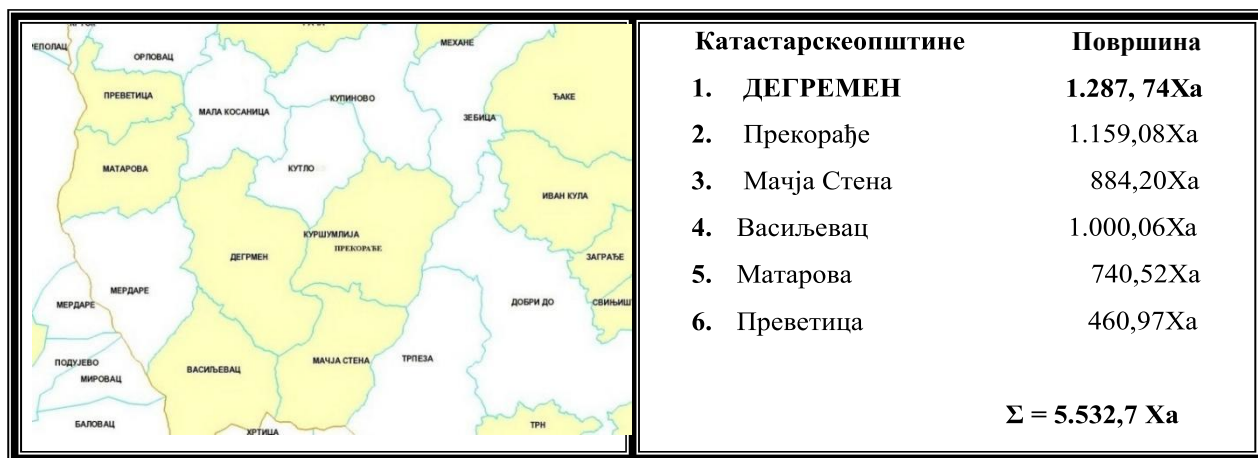 ОРЛОВАЦ
МЕХАНЕ
ПРЕВЕТИЦА
МАЛА КОСАНИЦА
КУПИНОВО
ЗЕБИЦА
ЂАКЕ
МАТАРОВА
КУТЛО
ИВАН КУЛА
КУРШУМЛИЈА
ПРЕКОРАЂЕ
ДЕГРМЕН
ЗАГРАЂЕ
МЕРДАРЕ
МЕРДАРЕ
ДОБРИ ДО
СВИЊИШТ
ПОДУЈЕВО
МИРОВАЦ
ВАСИЉЕВАЦ
МАЧЈА СТЕНА
ТРПЕЗА
БАЛОВАЦ
ХРТИЦА
ТРН
Катастарскеопштине Површина
1. ДЕГРЕМЕН 1.287, 74Ха
2. Прекорађе 1.159,08Ха
3. Мачја Стена 884,20Ха
4. Васиљевац 1.000,06Ха
5. Матарова 740,52Ха
6. Преветица 460,97Ха
Σ = 5.532,7 Ха